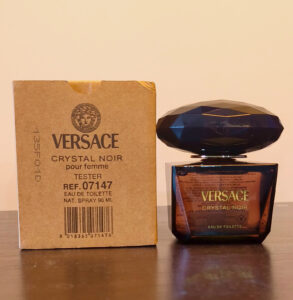 135F010
VERSACE
CRYSTAL NOIR
pour femme
TESTER
REF. 07147
EAU DE TOILETTE
NAT. SPRAY 90 ML
VERSACE
CRYSTAL NOIR
EAU DE TOILETTE